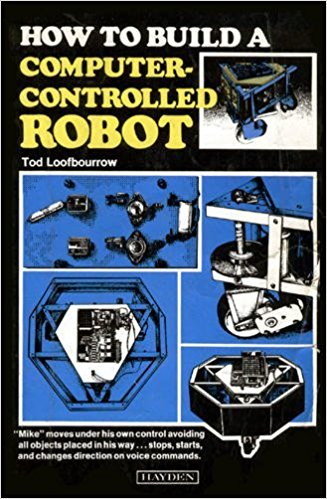 HOW TO BUILD A
COMPUTER-
CONTROLLED
ROBOT
Tod Loofbourrow
"Mike" moves under his own control avoiding
all objects placed in his way . . . stops, starts,
and changes direction on voice commands.
HAYDEN